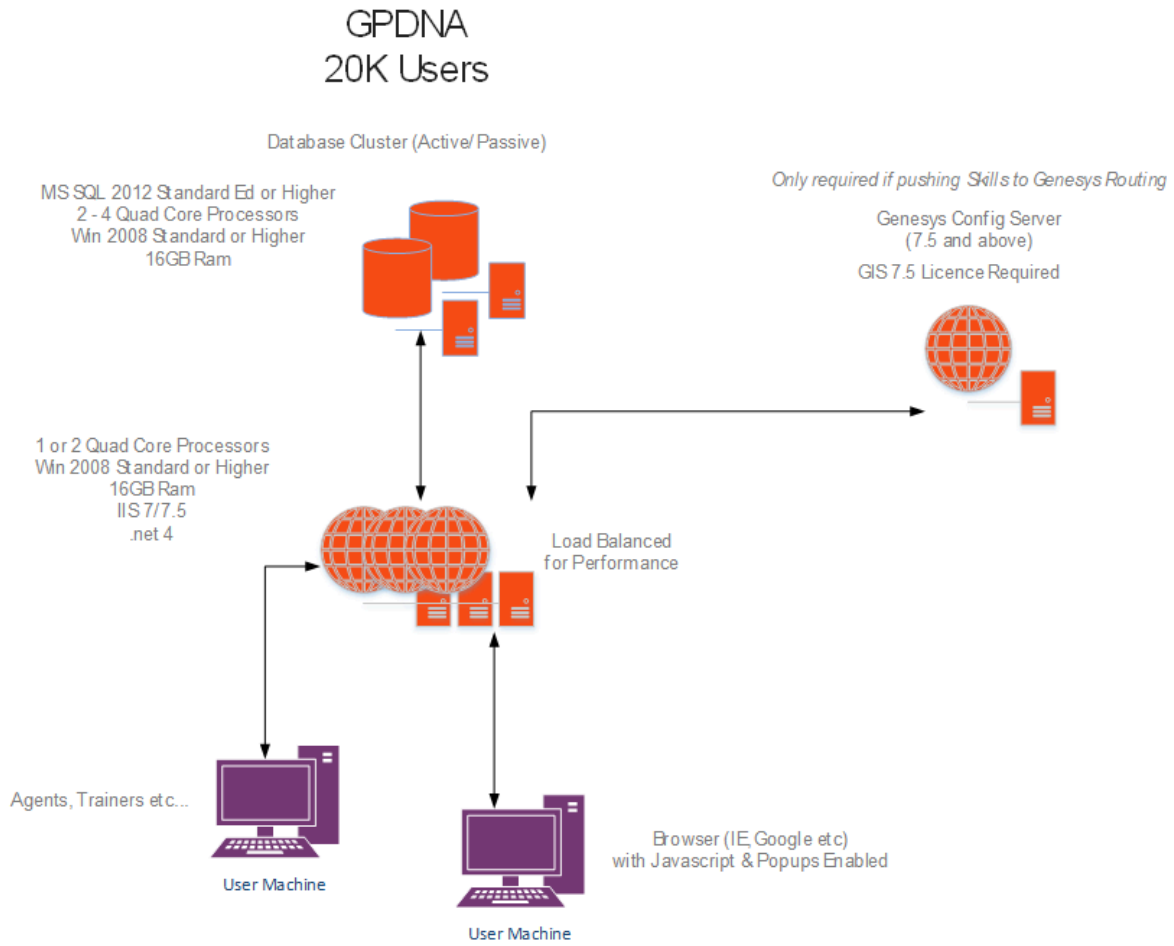 GPDNA
20K Users
Database Cluster (Active/ Passive)
MS SQL 2012 Standard Ed or Higher
2 - 4 Quad Core Processors
Win 2008 Standard or Higher
16GB Ram
Only required if pushing Skills to Genesys Routing
Genesys Config Server
(7.5 and above)
GIS 7.5 Licence Required
1 or 2 Quad Core Processors
Win 2008 Standard or Higher
16GB Ram
IIS 7/7.5
.net 4
Load Balanced
for Performance
Agents, Trainers etc...
User Machine
Browser (IE, Google etc)
with Javascript & Popups Enabled
User Machine